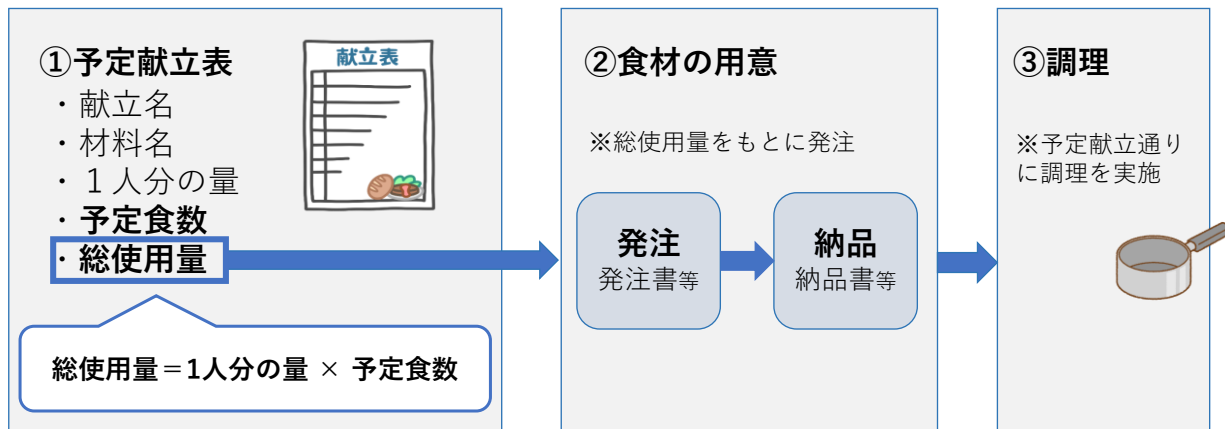 ①予定献立表
・献立名
・材料名
・１人分の量
・予定食数
・総使用量
献立表
総使用量＝1人分の量 × 予定食数
②食材の用意
※総使用量をもとに発注
発注
発注書等
納品
納品書等
③調理
※予定献立通り
に調理を実施